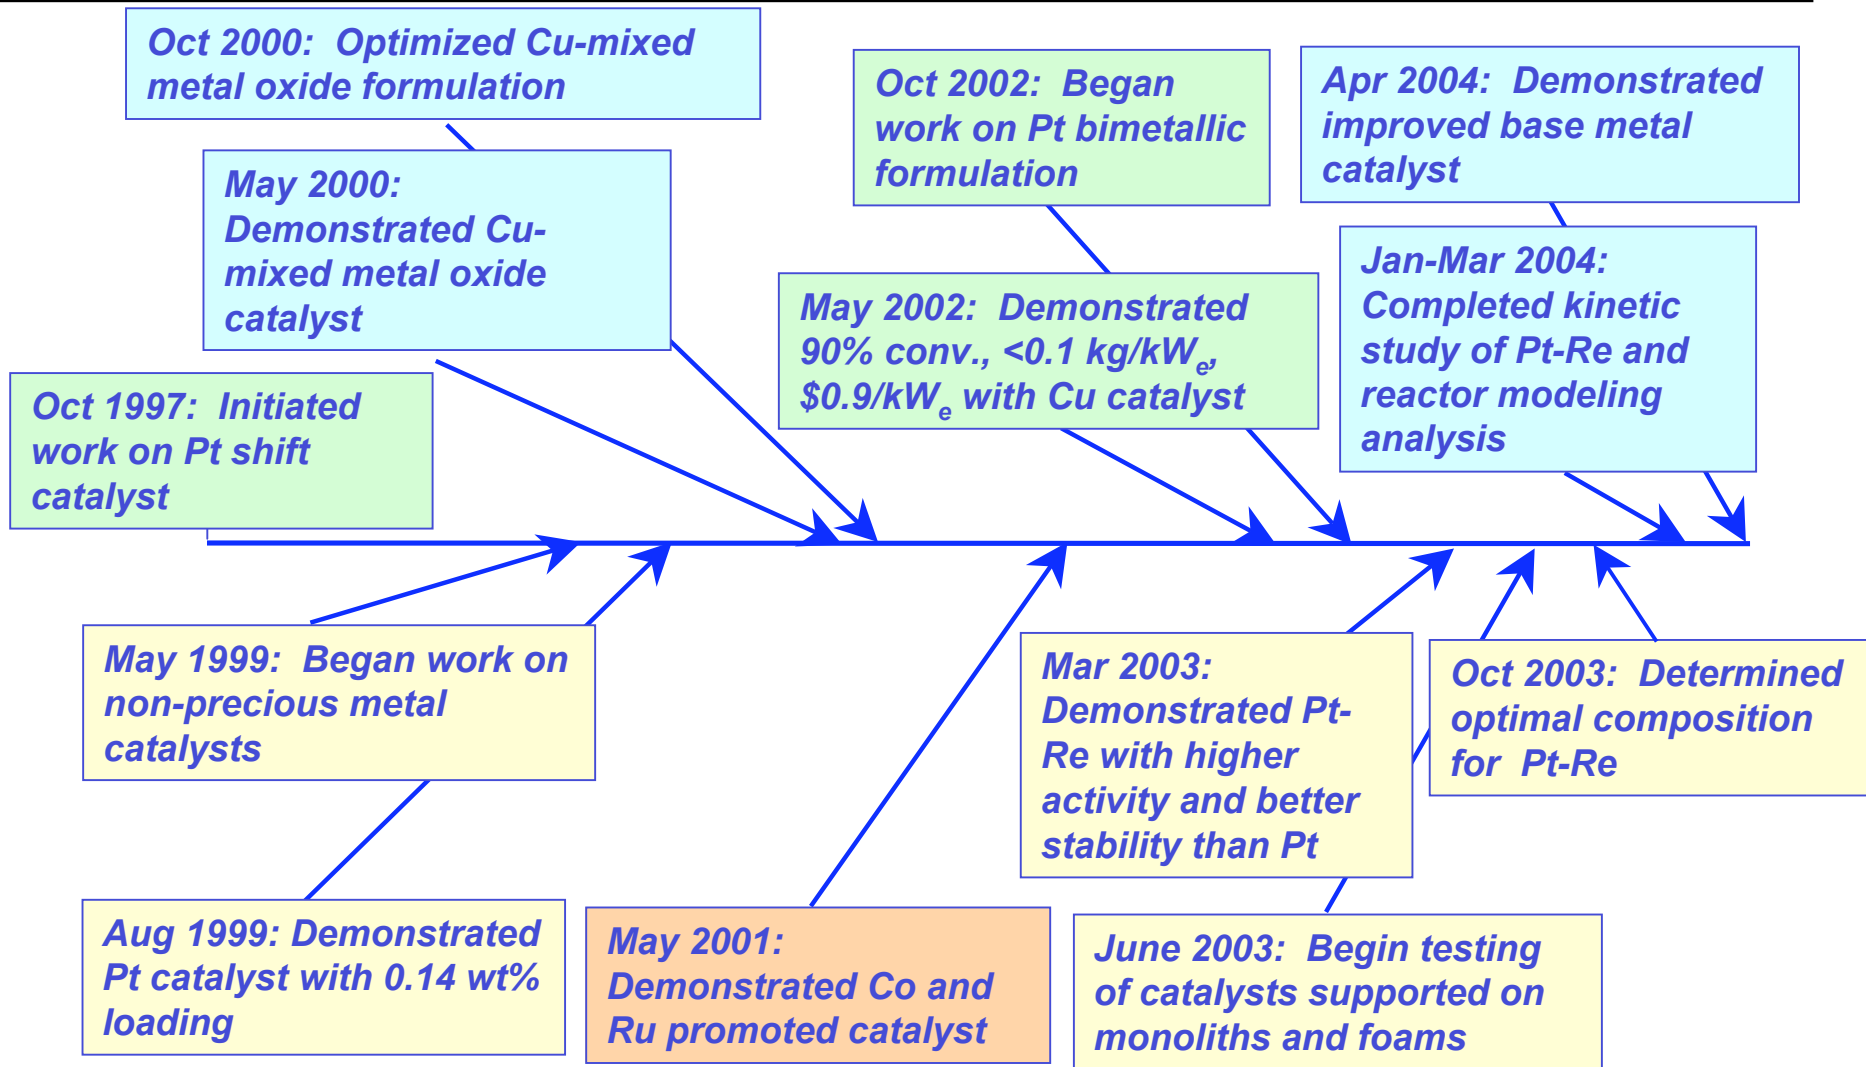 Oct 2000: Optimized Cu-mixed
metal oxide formulation
May 2000:
Demonstrated Cu-
mixed metal oxide
catalyst
Oct 1997: Initiated
work on Pt shift
catalyst
Oct 2002: Began
work on Pt bimetallic
formulation
May 2002: Demonstrated
90% conv., <0.1 kg/kWe,
$0.9/kWe with Cu catalyst
Apr 2004: Demonstrated
improved base metal
catalyst
Jan-Mar 2004:
Completed kinetic
study of Pt-Re and
reactor modeling
analysis
May 1999: Began work on
non-precious metal
catalysts
Aug 1999: Demonstrated
Pt catalyst with 0.14 wt%
loading
May 2001:
Demonstrated Co and
Ru promoted catalyst
Mar 2003:
Demonstrated Pt-
Re with higher
activity and better
stability than Pt
June 2003: Begin testing
of catalysts supported on
monoliths and foams
Oct 2003: Determined
optimal composition
for Pt-Re